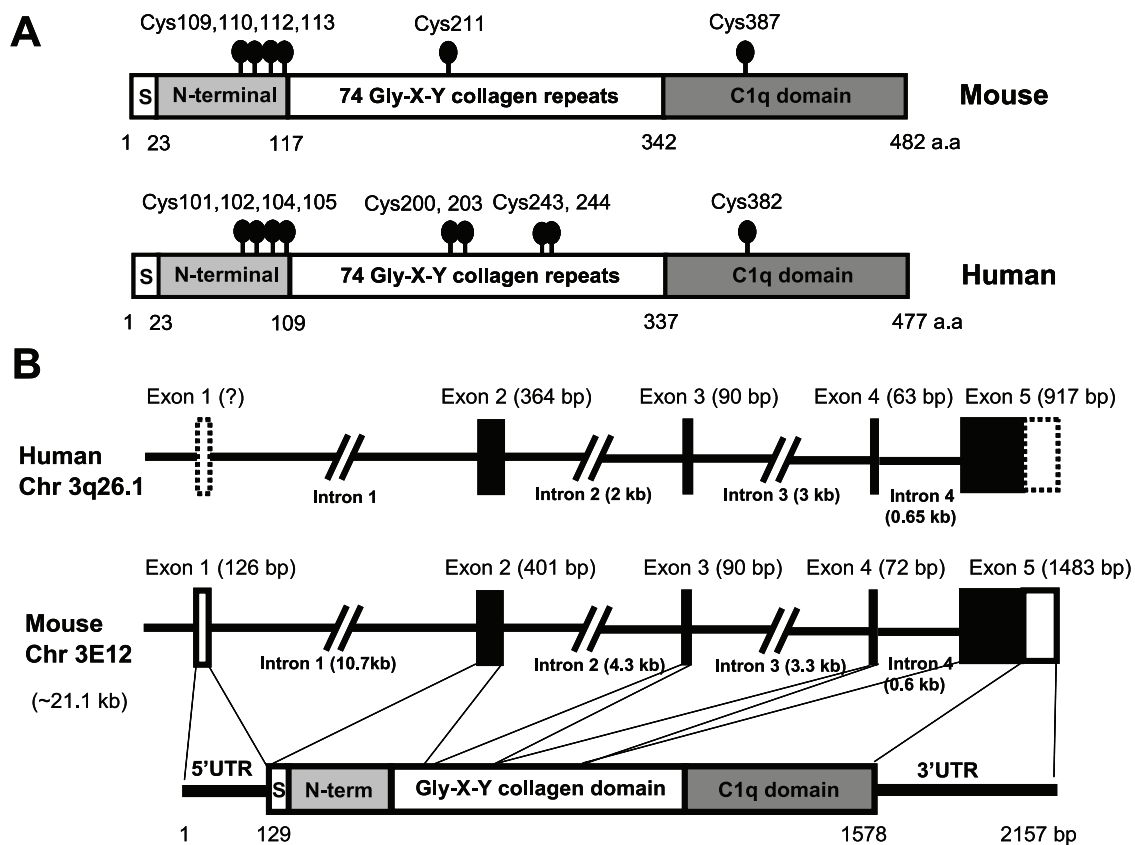 A
Cys109,110,112,113 Cys211 Cys387
S N-terminal 74 Gly-X-Y collagen repeats C1q domain Mouse
1 23 117 342 482 a.a
Cys101,102,104,105 Cys200, 203 Cys243, 244 Cys382
S N-terminal 74 Gly-X-Y collagen repeats C1q domain Human
1 23 109 337 477 a.a
B
Exon 1 (?) Exon 2 (364 bp) Exon 3 (90 bp) Exon 4 (63 bp) Exon 5 (917 bp)
Human
Chr 3q26.1
Intron 1 Intron 2 (2 kb) Intron 3 (3 kb) Intron 4
(0.65 kb)
Exon 1 (126 bp) Exon 2 (401 bp) Exon 3 (90 bp) Exon 4 (72 bp) Exon 5 (1483 bp)
Mouse
Chr 3E12
Intron 1 (10.7kb) Intron 2 (4.3 kb) Intron 3 (3.3 kb) Intron 4
(~21.1 kb) (0.6 kb)
5'UTR 3'UTR
S N-term Gly-X-Y collagen domain C1q domain
1 129 1578 2157 bp